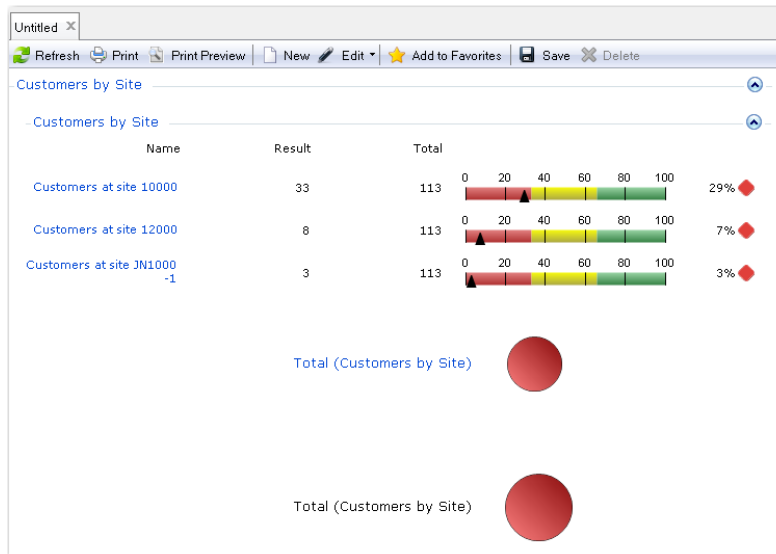 Untitled
Refresh Print Print Preview New Edit Add to Favorites Save Delete
Customers by Site
Customers by Site
Name Result Total
Customers at site 10000 33 113 0 20 40 60 80 100 29%
Customers at site 12000 8 113 0 20 40 60 80 100 7%
Customers at site JN1000 3 113 0 20 40 60 80 100 3%
-1
Total (Customers by Site)
Total (Customers by Site)